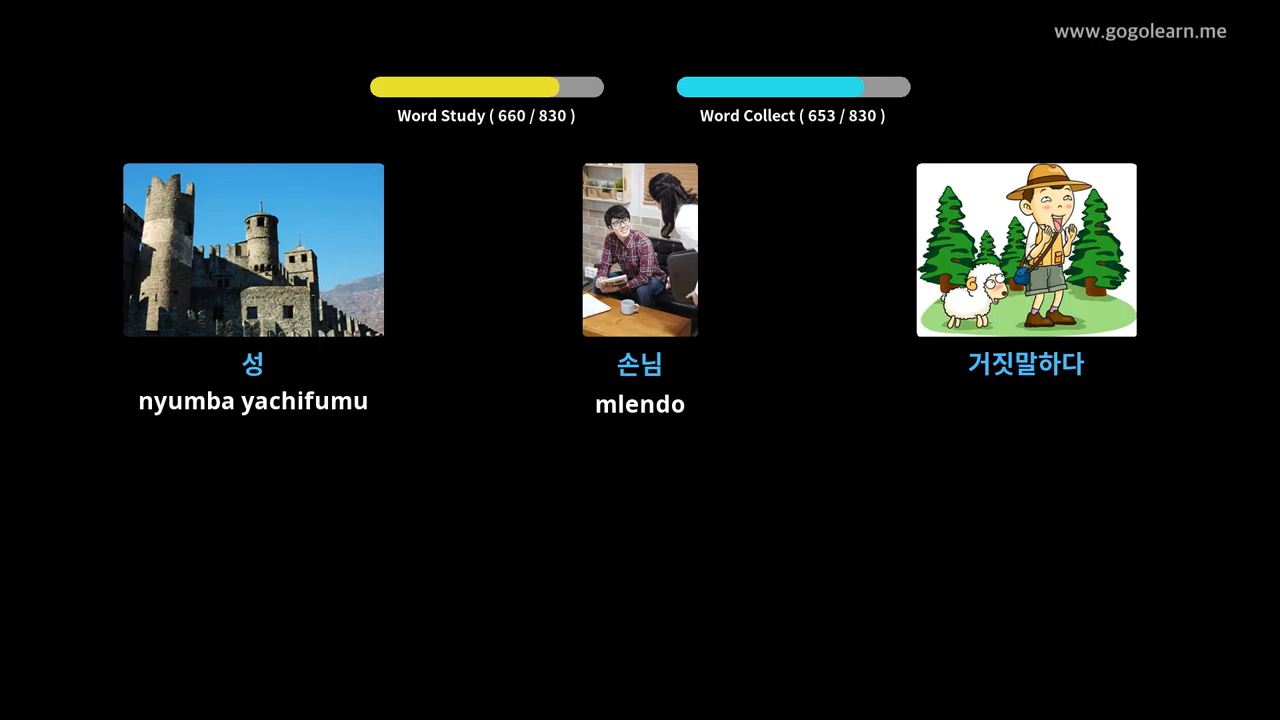 www.gogolearn.me
Word Study ( 660 / 830 )
Word Collect ( 653 / 830 )
성
손님
거짓말하다
nyumba yachifumu
mlendo